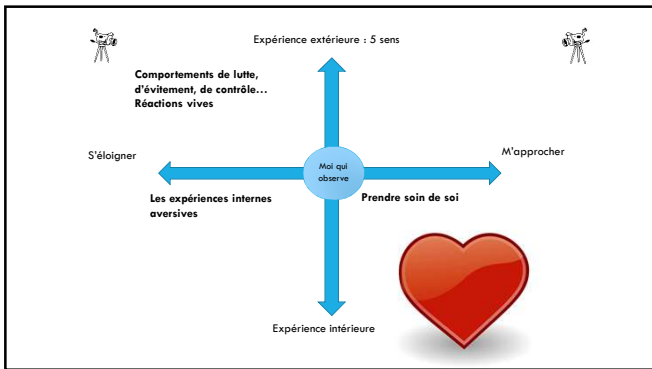 Expérience extérieure : 5 sens
Comportements de lutte,
d'évitement, de contrôle...
Réactions vives
S'éloigner
Moi qui
observe
M'approcher
Les expériences internes
aversives
Prendre soin de soi
Expérience intérieure